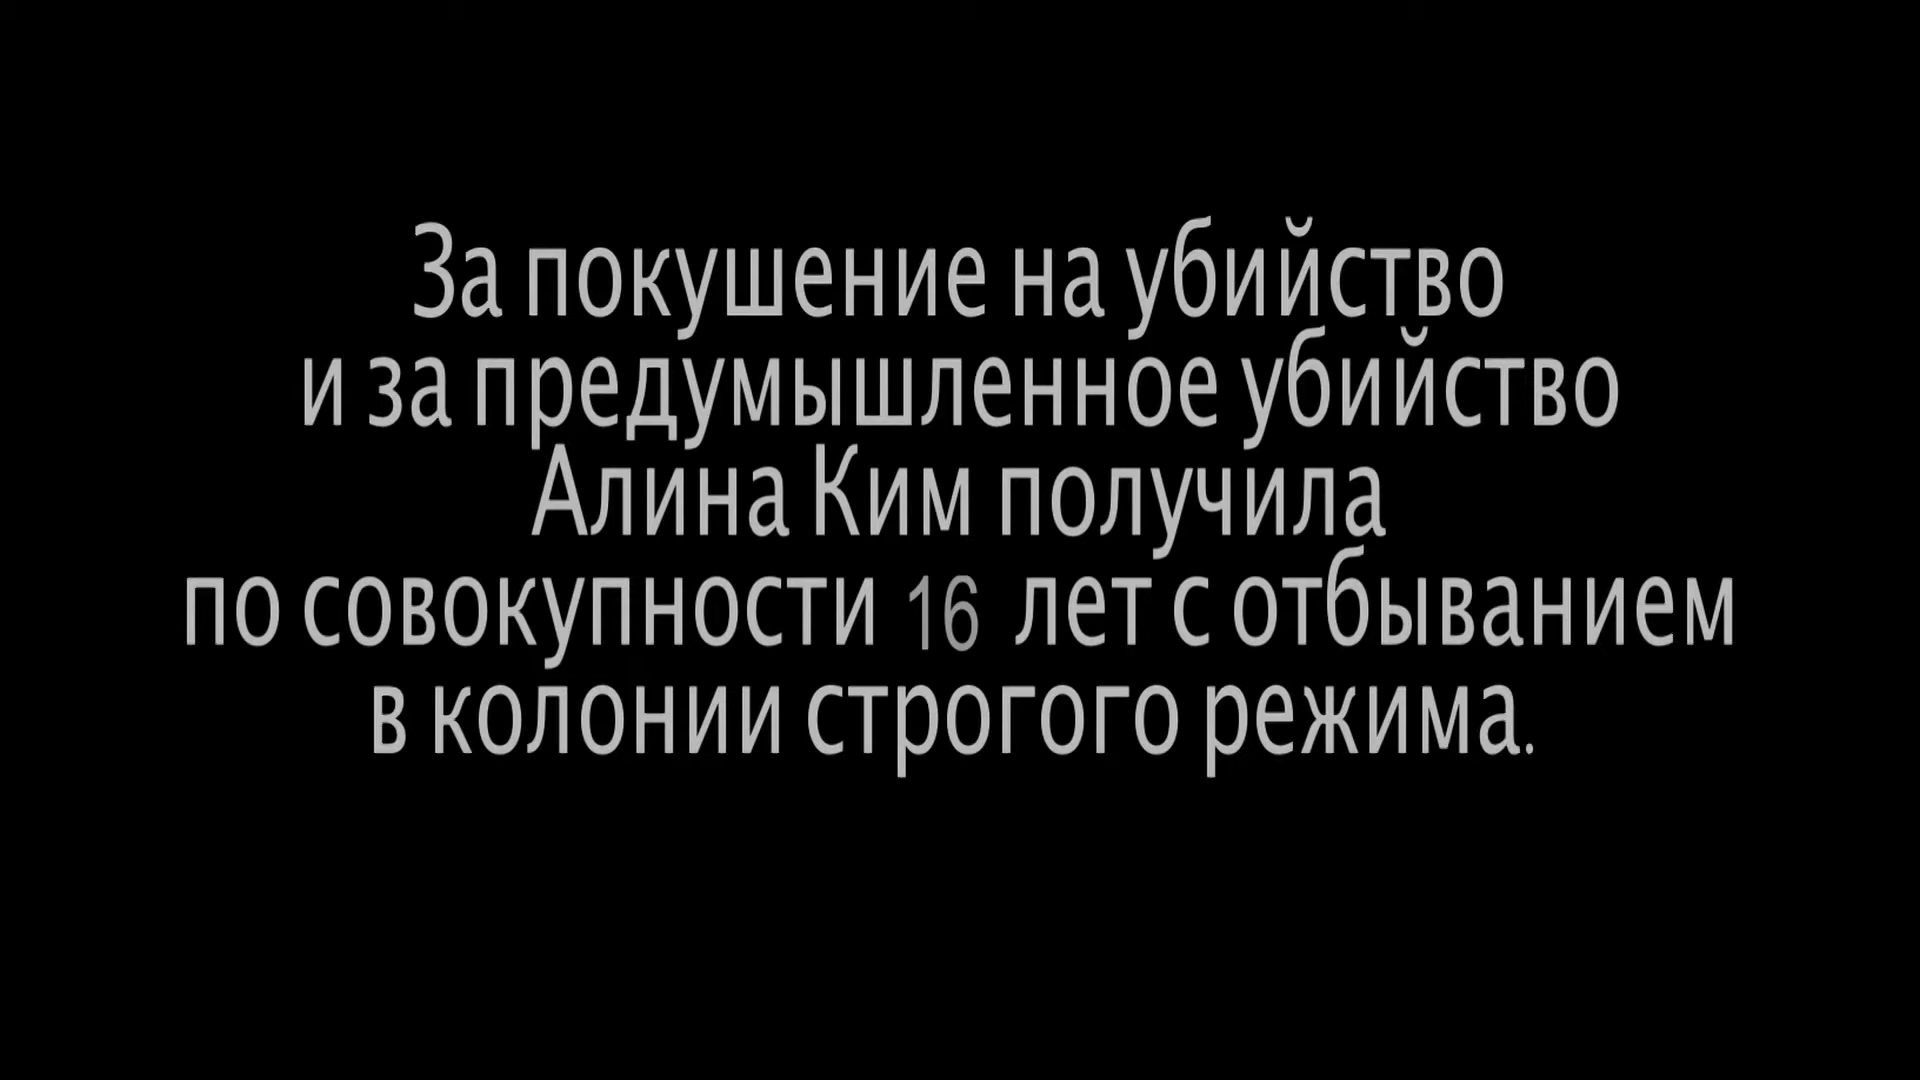 За покушение на убийство
и за предумышленное убийство
Алина Ким получила
по совокупности 16 лет с отбыванием
в колонии строгого режима.